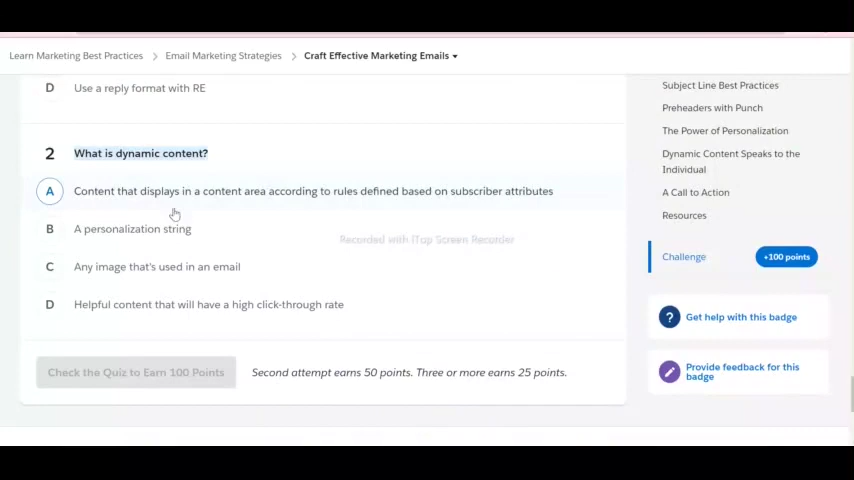 Learn Marketing Best Practices > Email Marketing Strategies > Craft Effective Marketing Emails
D Use a reply format with RE
2 What is dynamic content?
A Content that displays in a content area according to rules defined based on subscriber attributes
B A personalization string
C Any image that's used in an email
D Helpful content that will have a high click-through rate
Check the Quiz to Earn 100 Points Second attempt earns 50 points. Three or more earns 25 points.
Recorded with iTop Screen Recorder
Subject Line Best Practices
Preheaders with Punch
The Power of Personalization
Dynamic Content Speaks to the
Individual
A Call to Action
Resources
Challenge +100 points
? Get help with this badge
Provide feedback for this
badge